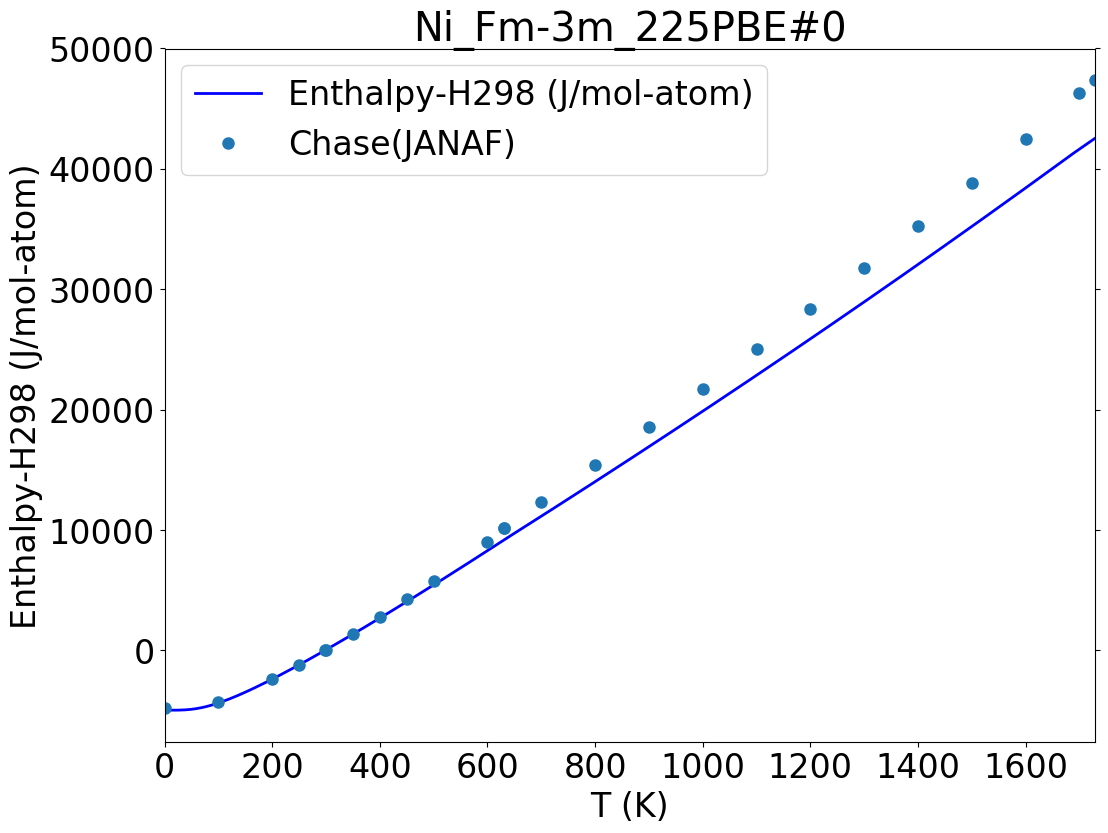 Ni_Fm-3m_225PBE#0
Enthalpy-H298 (J/mol-atom)
Chase(JANAF)
Enthalpy-H298 (J/mol-atom)
50000
40000
30000
20000
10000
0
0 200 400 600 800 1000 1200 1400 1600
T (K)